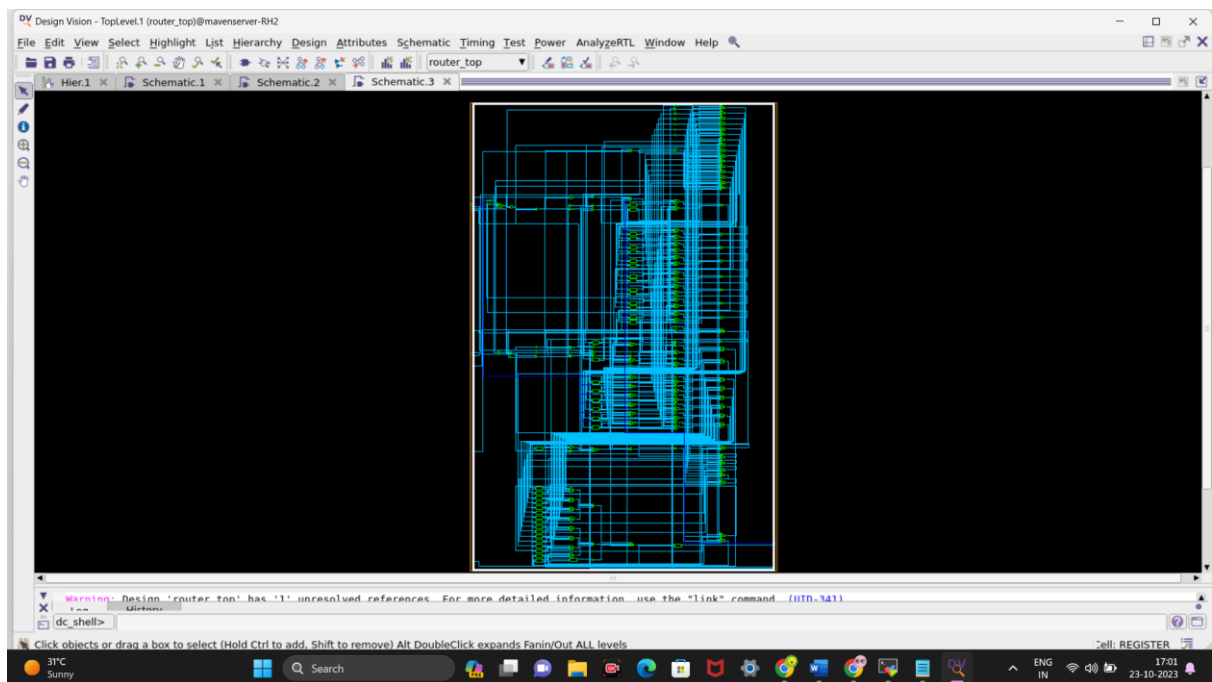 Design Vision - TopLevel.1 (router_top)@mavenserver-RH2
File Edit View Select Highlight List Hierarchy Design Attributes Schematic Timing Test Power AnalyzeRTL Window Help
router_top
Hier.1 Schematic.1 Schematic.2 Schematic.3
Warning: Design 'router_top' has '1' unresolved references. For more detailed information, use the "link" command. (UID-341)
Log History
dc_shell>
Click objects or drag a box to select (Hold Ctrl to add, Shift to remove) Alt DoubleClick expands Fanin/Out ALL levels
Cell: REGISTER
31°C
Sunny
Search
ENG
IN
17:01
23-10-2023